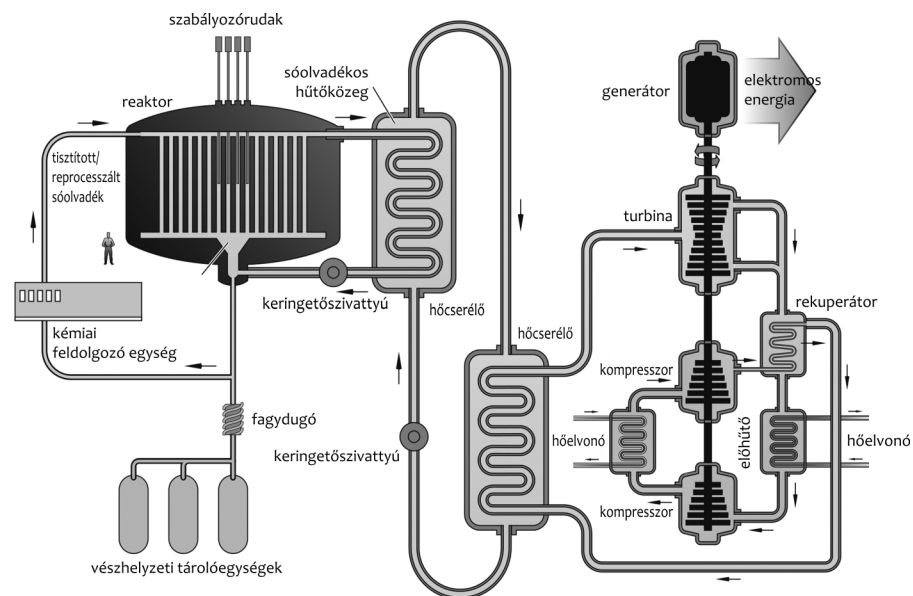 szabályozórudak
sóolvadékos
hűtőközeg
reaktor
generátor
elektromos
energia
tisztított/
reprocesszált
sóolvadék
turbina
keringetőszivattyú
hőcserélő
rekuperátor
kémiai
feldolgozó egység
hőcserélő
kompresszor
fagydugó
keringetőszivattyú
hőelvonó
előhűtő
hőelvonó
kompresszor
vészhelyzeti tárolóegységek